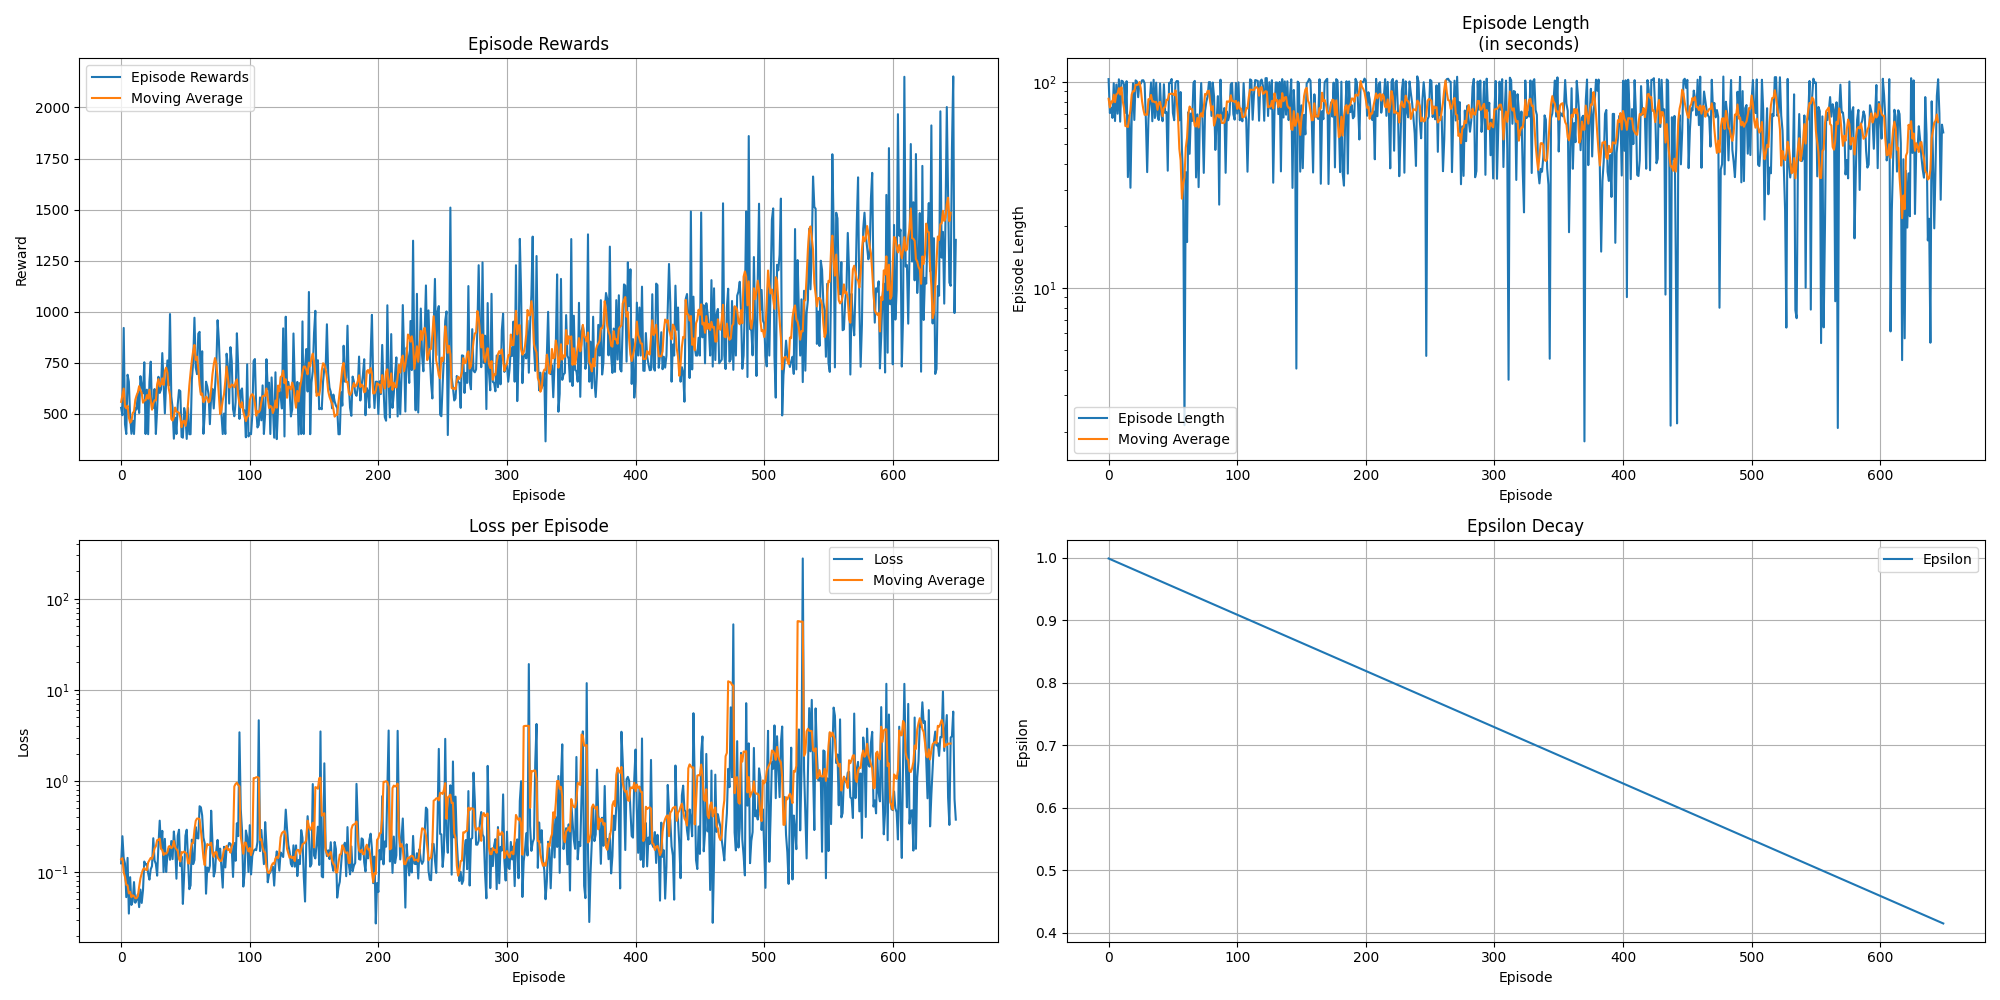 Episode Rewards
Episode Rewards
Moving Average
2000
1750
1500
1250
1000
750
500
Reward
0 100 200 300 400 500 600
Episode
Episode Length
(in seconds)
10²
10¹
Episode Length
Episode Length
Moving Average
0 100 200 300 400 500 600
Episode
Loss per Episode
Loss
Moving Average
10²
10¹
10⁰
10⁻¹
Loss
0 100 200 300 400 500 600
Episode
Epsilon Decay
Epsilon
1.0
0.9
0.8
0.7
0.6
0.5
0.4
Epsilon
0 100 200 300 400 500 600
Episode